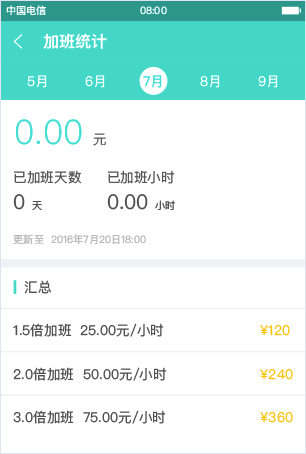 中国电信 08:00
加班统计
5月 6月 7月 8月 9月
0.00 元
已加班天数 已加班小时
0 天 0.00 小时
更新至 2016年7月20日18:00
汇总
1.5倍加班 25.00元/小时 ¥120
2.0倍加班 50.00元/小时 ¥240
3.0倍加班 75.00元/小时 ¥360